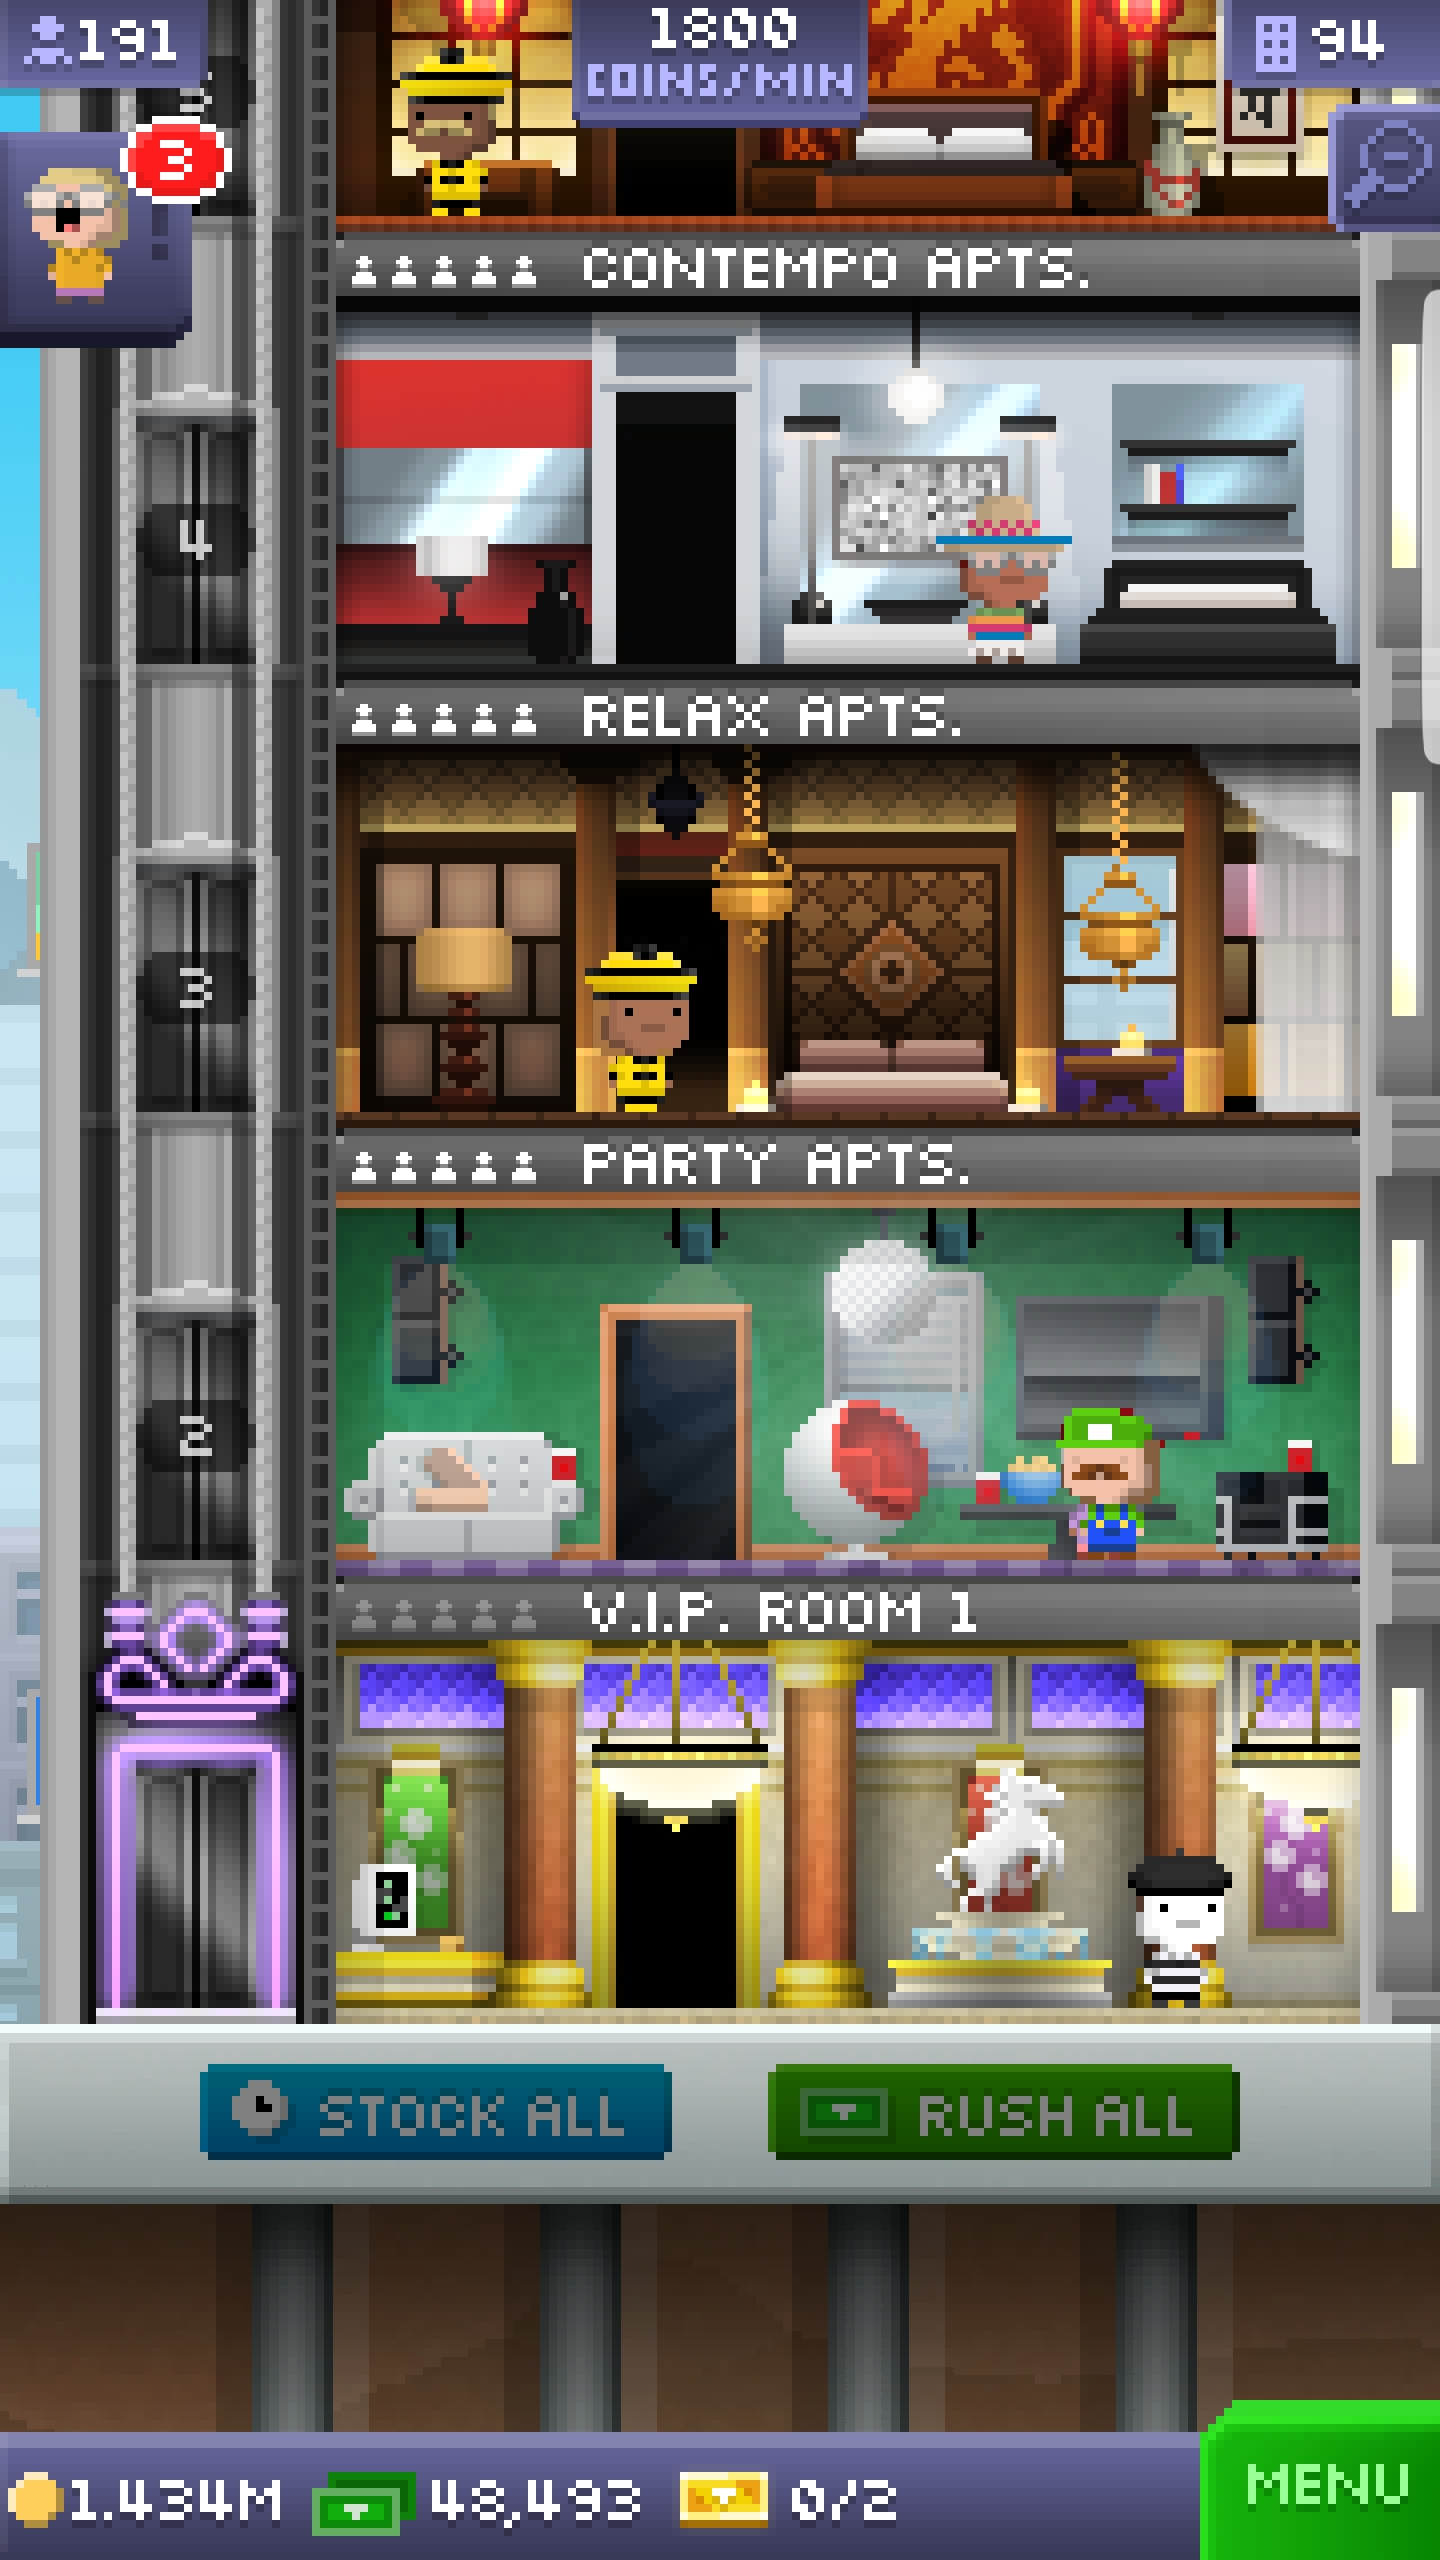 191
1800
COINS/MIN
94
3
CONTEMPO APTS.
4
RELAX APTS.
3
PARTY APTS.
2
V.I.P. ROOM 1
STOCK ALL
RUSH ALL
1.434M
48,493
0/2
MENU